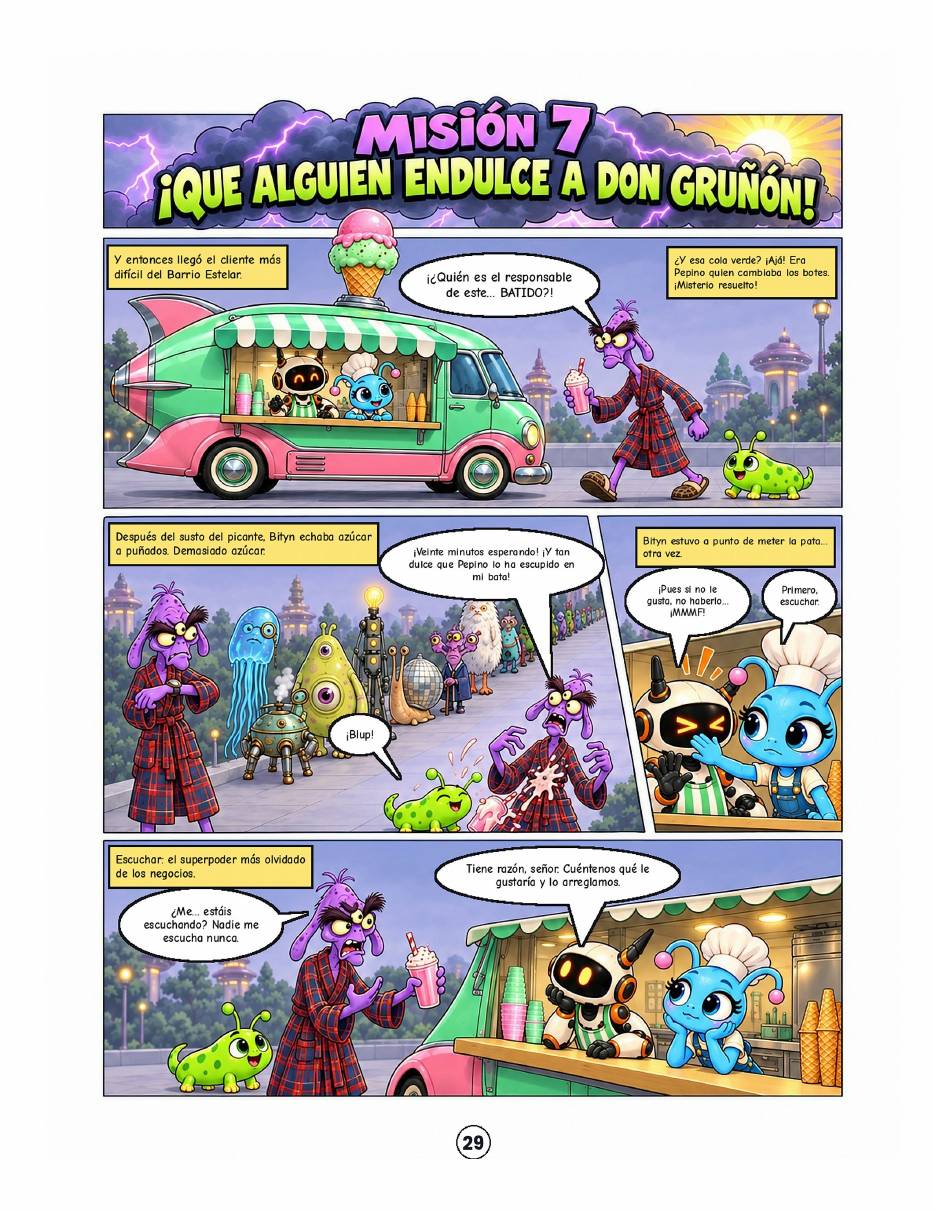 MISIÓN 7
¡QUE ALGUIEN ENDULCE A DON GRUÑÓN!
Y entonces llegó el cliente más
difícil del Barrio Estelar.
¡¿Quién es el responsable
de este... BATIDO?!
¿Y esa cola verde? ¡Ajá! Era
Pepino quien cambiaba los botes.
¡Misterio resuelto!
Después del susto del picante, Bityn echaba azúcar
a puñados. Demasiado azúcar.
¡Veinte minutos esperando! ¡Y tan
dulce que Pepino lo ha escupido en
mi bata!
¡Blup!
Bityn estuvo a punto de meter la pata...
otra vez.
¡Pues si no le
gusta, no haberlo...
¡MMMF!
Primero,
escuchar.
Escuchar: el superpoder más olvidado
de los negocios.
¿Me... estáis
escuchando? Nadie me
escucha nunca.
Tiene razón, señor. Cuéntenos qué le
gustaría y lo arreglamos.
29